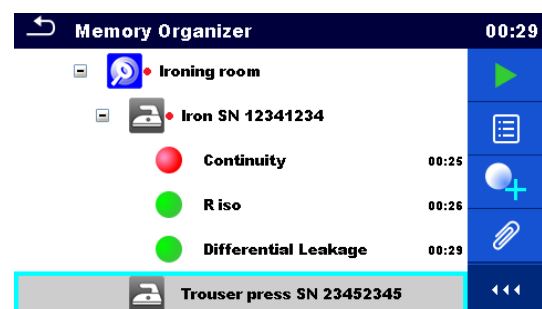 Memory Organizer 00:29
Ironing room
Iron SN 12341234
Continuity 00:25
R iso 00:26
Differential Leakage 00:29
Trouser press SN 23452345